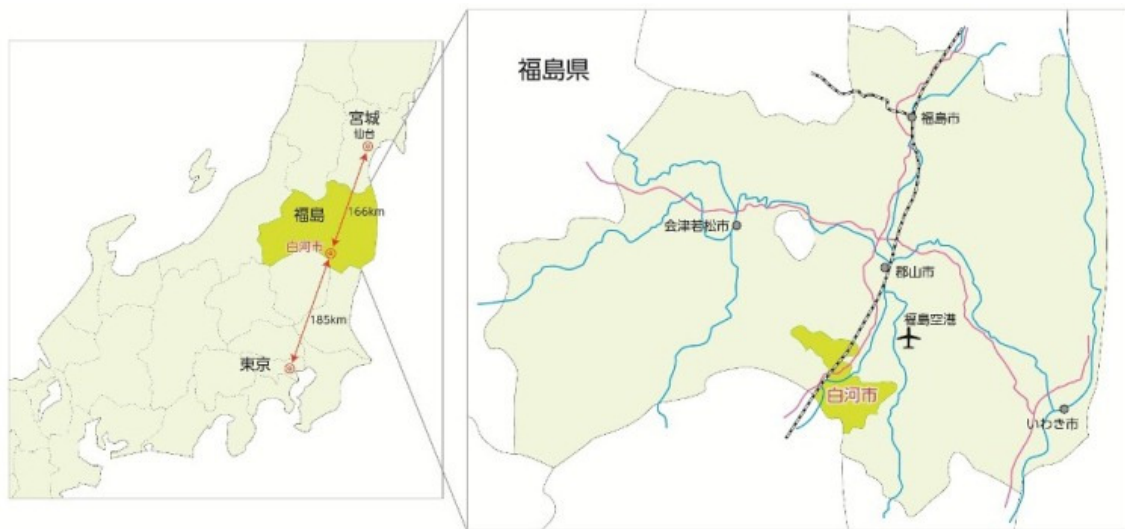 宮城
仙台
166km
福島
白河市
185km
東京
福島県
福島市
会津若松市
郡山市
福島空港
白河市
いわき市